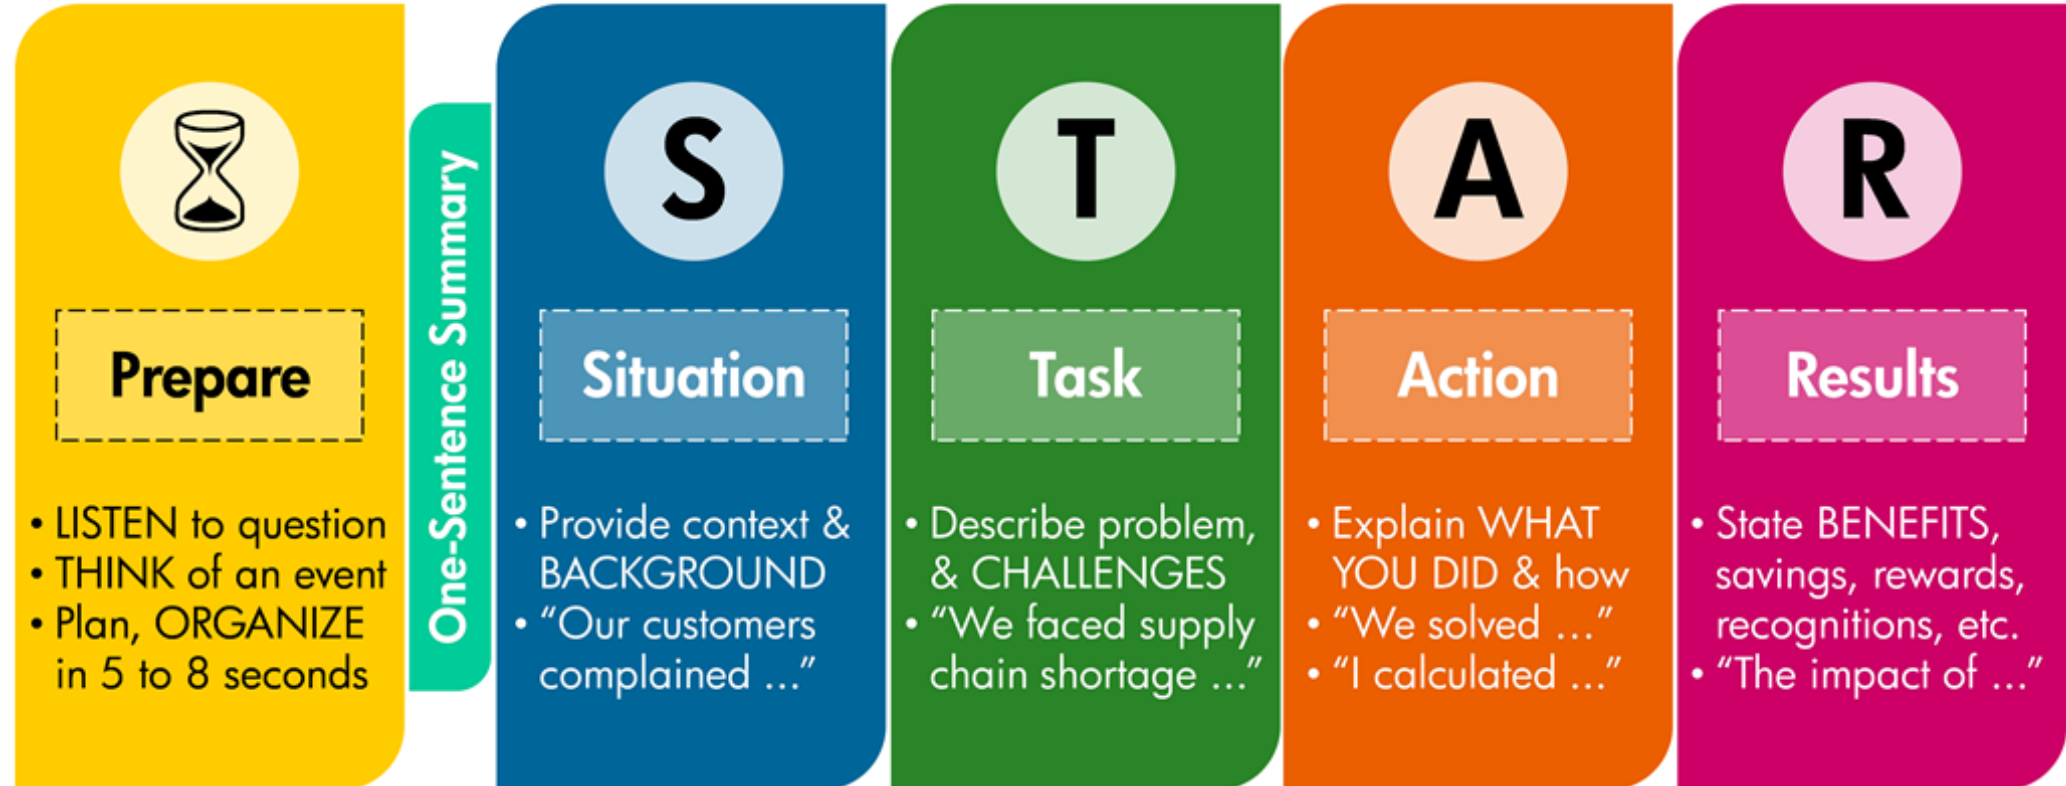 Prepare
• LISTEN to question
• THINK of an event
• Plan, ORGANIZE
in 5 to 8 seconds
One-Sentence Summary
S
Situation
• Provide context &
BACKGROUND
• “Our customers
complained ...”
T
Task
• Describe problem,
& CHALLENGES
• “We faced supply
chain shortage ...”
A
Action
• Explain WHAT
YOU DID & how
• “We solved ...”
• “I calculated ...”
R
Results
• State BENEFITS,
savings, rewards,
recognitions, etc.
• “The impact of ...”